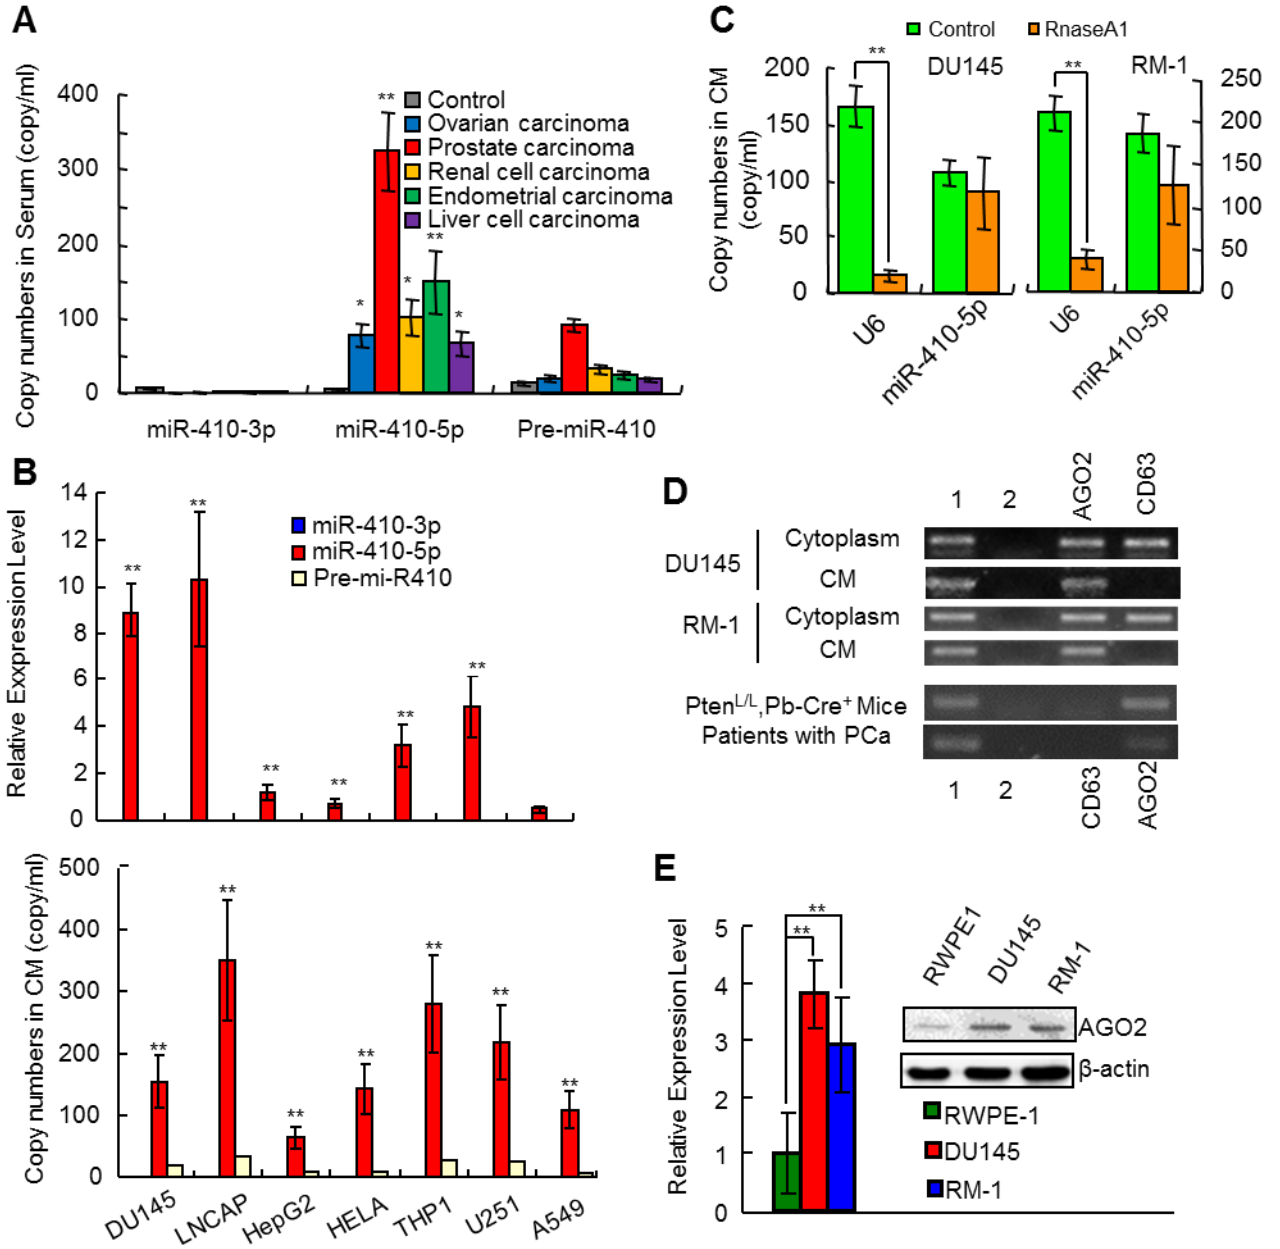 A
Copy numbers in Serum (copy/ml)
400
300
200
100
0
Control
Ovarian carcinoma
Prostate carcinoma
Renal cell carcinoma
Endometrial carcinoma
Liver cell carcinoma
*
**
*
**
*
miR-410-3p
miR-410-5p
Pre-miR-410
B
Relative Exxpression Level
14
12
10
8
6
4
2
0
miR-410-3p
miR-410-5p
Pre-mi-R410
**
**
**
**
**
**
Copy numbers in CM (copy/ml)
500
400
300
200
100
0
**
**
**
**
**
**
**
DU145
LNCAP
HepG2
HELA
THP1
U251
A549
C
Control
RnaseA1
Copy numbers in CM
(copy/ml)
200
150
100
50
0
**
DU145
**
RM-1
250
200
150
100
50
0
U6
miR-410-5p
U6
miR-410-5p
D
1
2
AGO2
CD63
DU145
Cytoplasm
CM
RM-1
Cytoplasm
CM
PtenL/L,Pb-Cre+ Mice
Patients with PCa
1
2
CD63
AGO2
E
Relative Expression Level
5
4
3
2
1
0
**
**
RWPE1
DU145
RM-1
AGO2
β-actin
RWPE-1
DU145
RM-1